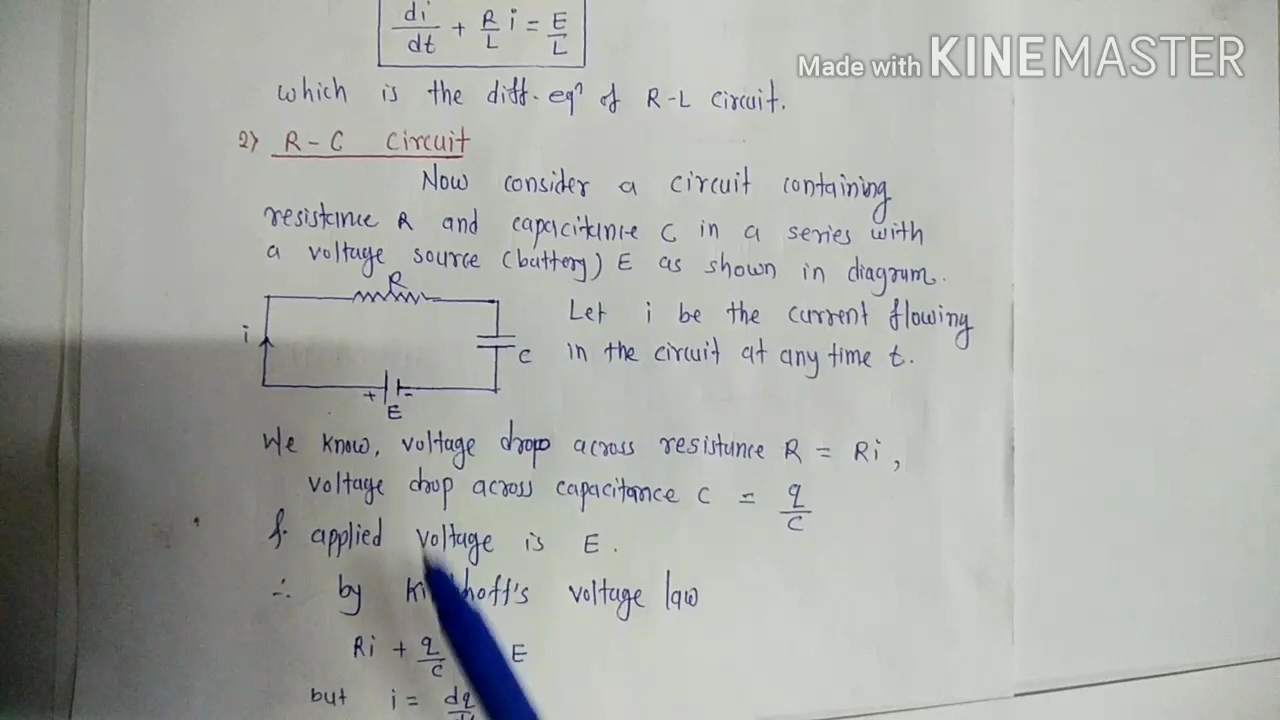 di/dt + R/L i = E/L
Made with KINEMASTER
which is the diff. eqn of R-L circuit.
2) R-C Circuit
Now consider a circuit containing
resistance R and capacitance C in a series with
a voltage source (battery) E as shown in diagram.
R
Let i be the current flowing
i
C
in the circuit at any time t.
+ -
E
We know, voltage drop across resistance R = Ri,
voltage drop across capacitance C = q/C
& applied voltage is E.
∴ by voltage law
Ri + q/C E
but i = dq